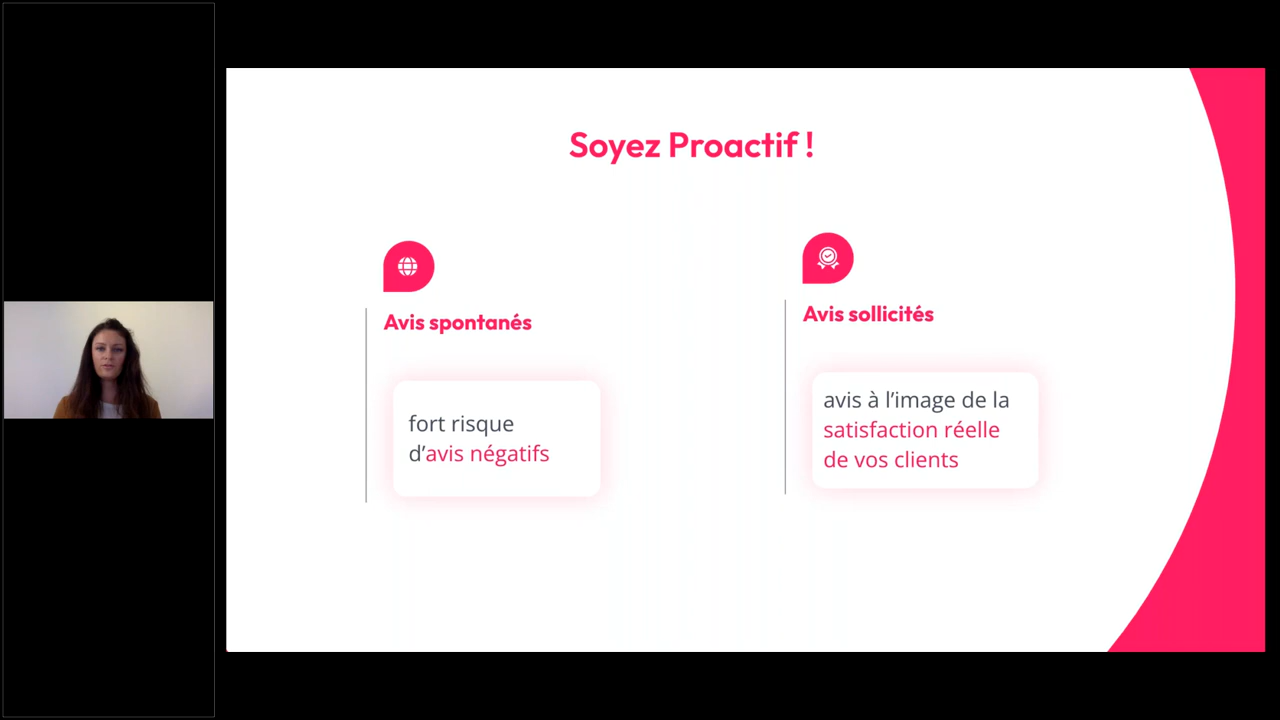 Soyez Proactif !
Avis spontanés
fort risque
d’avis négatifs
Avis sollicités
avis à l’image de la
satisfaction réelle
de vos clients